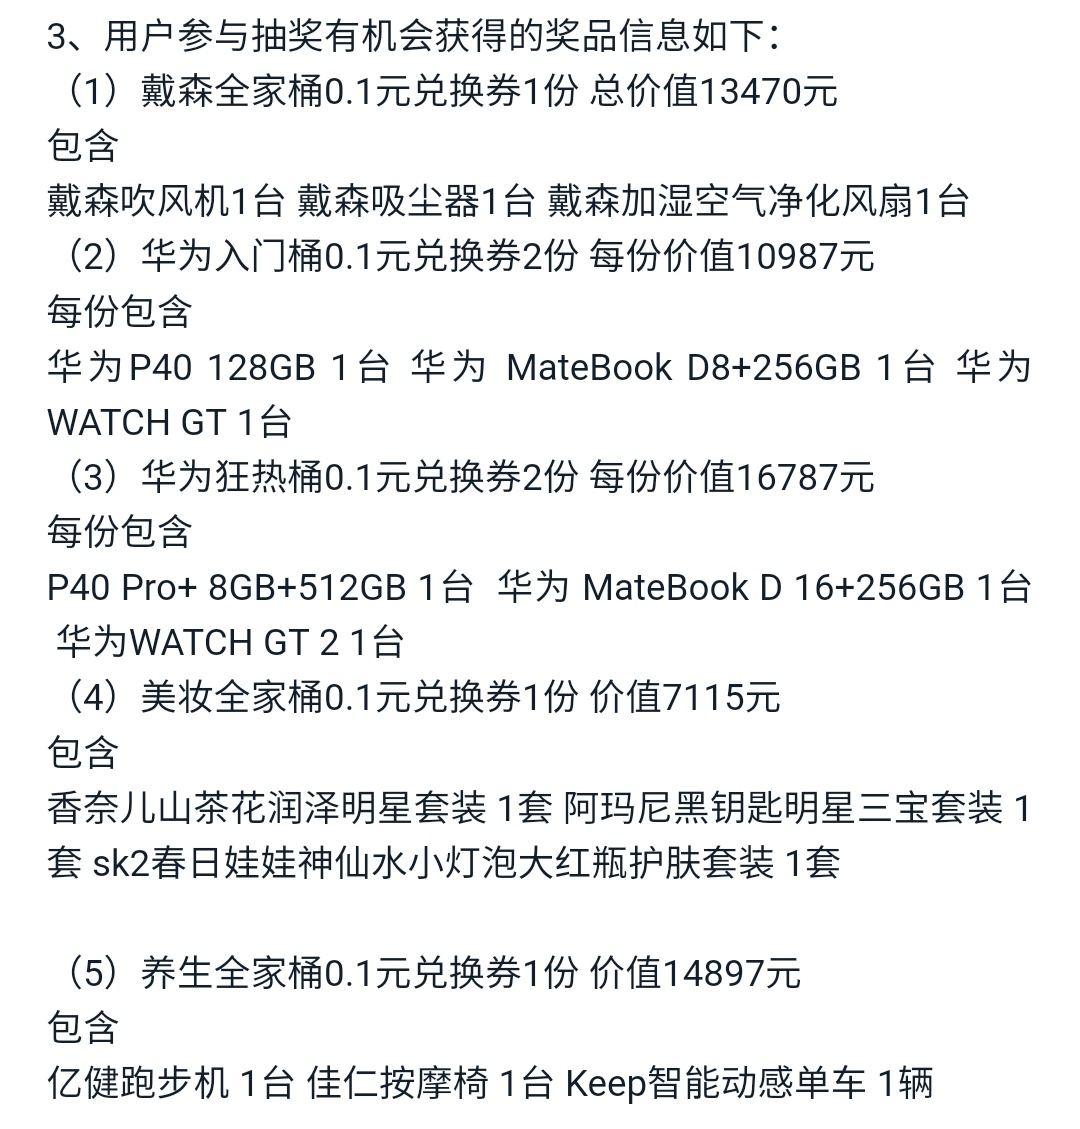 3、用户参与抽奖有机会获得的奖品信息如下：
（1）戴森全家桶0.1元兑换券1份 总价值13470元
包含
戴森吹风机1台 戴森吸尘器1台 戴森加湿空气净化风扇1台
（2）华为入门桶0.1元兑换券2份 每份价值10987元
每份包含
华为P40 128GB 1台 华为 MateBook D8+256GB 1台 华为
WATCH GT 1台
（3）华为狂热桶0.1元兑换券2份 每份价值16787元
每份包含
P40 Pro+ 8GB+512GB 1台 华为 MateBook D 16+256GB 1台
华为WATCH GT 2 1台
（4）美妆全家桶0.1元兑换券1份 价值7115元
包含
香奈儿山茶花润泽明星套装 1套 阿玛尼黑钥匙明星三宝套装 1
套 sk2春日娃娃神仙水小灯泡大红瓶护肤套装 1套
（5）养生全家桶0.1元兑换券1份 价值14897元
包含
亿健跑步机 1台 佳仁按摩椅 1台 Keep智能动感单车 1辆